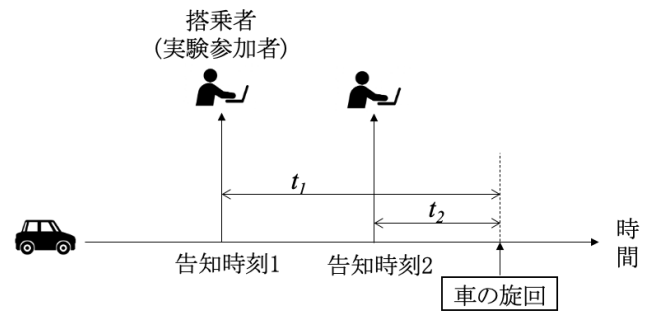 搭乗者
(実験参加者)
t1
t2
告知時刻1
告知時刻2
時
間
車の旋回